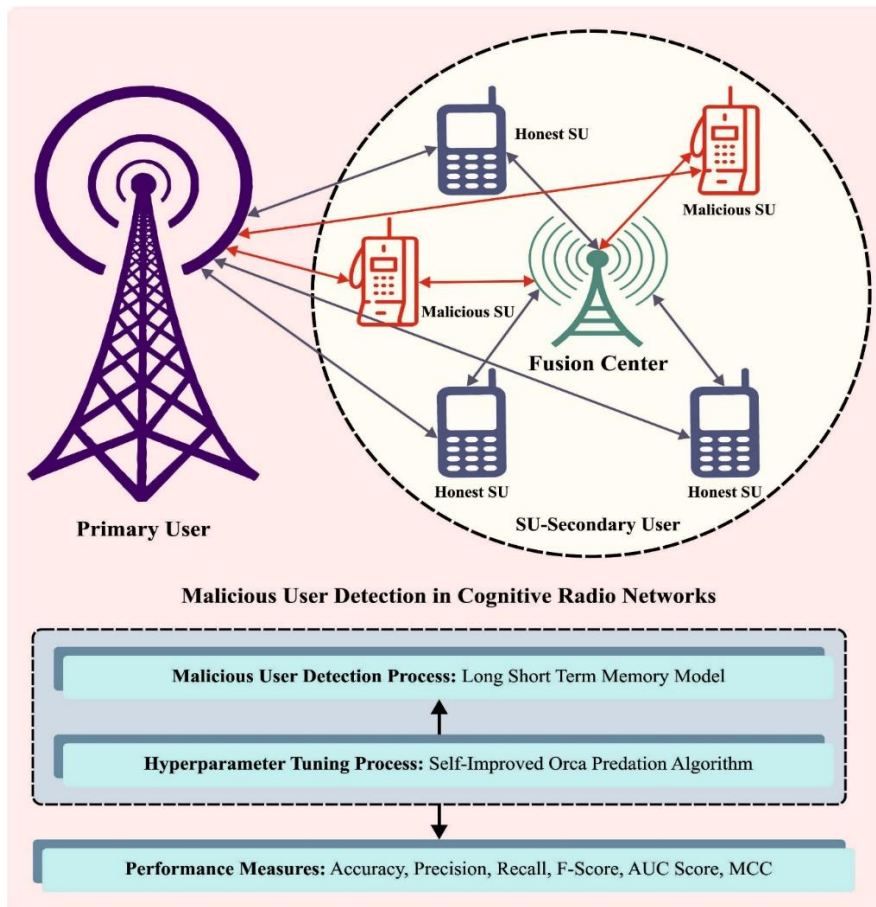 Honest SU
Malicious SU
Malicious SU
Fusion Center
Honest SU
Honest SU
SU-Secondary User
Primary User
Malicious User Detection in Cognitive Radio Networks
Malicious User Detection Process: Long Short Term Memory Model
Hyperparameter Tuning Process: Self-Improved Orca Predation Algorithm
Performance Measures: Accuracy, Precision, Recall, F-Score, AUC Score, MCC